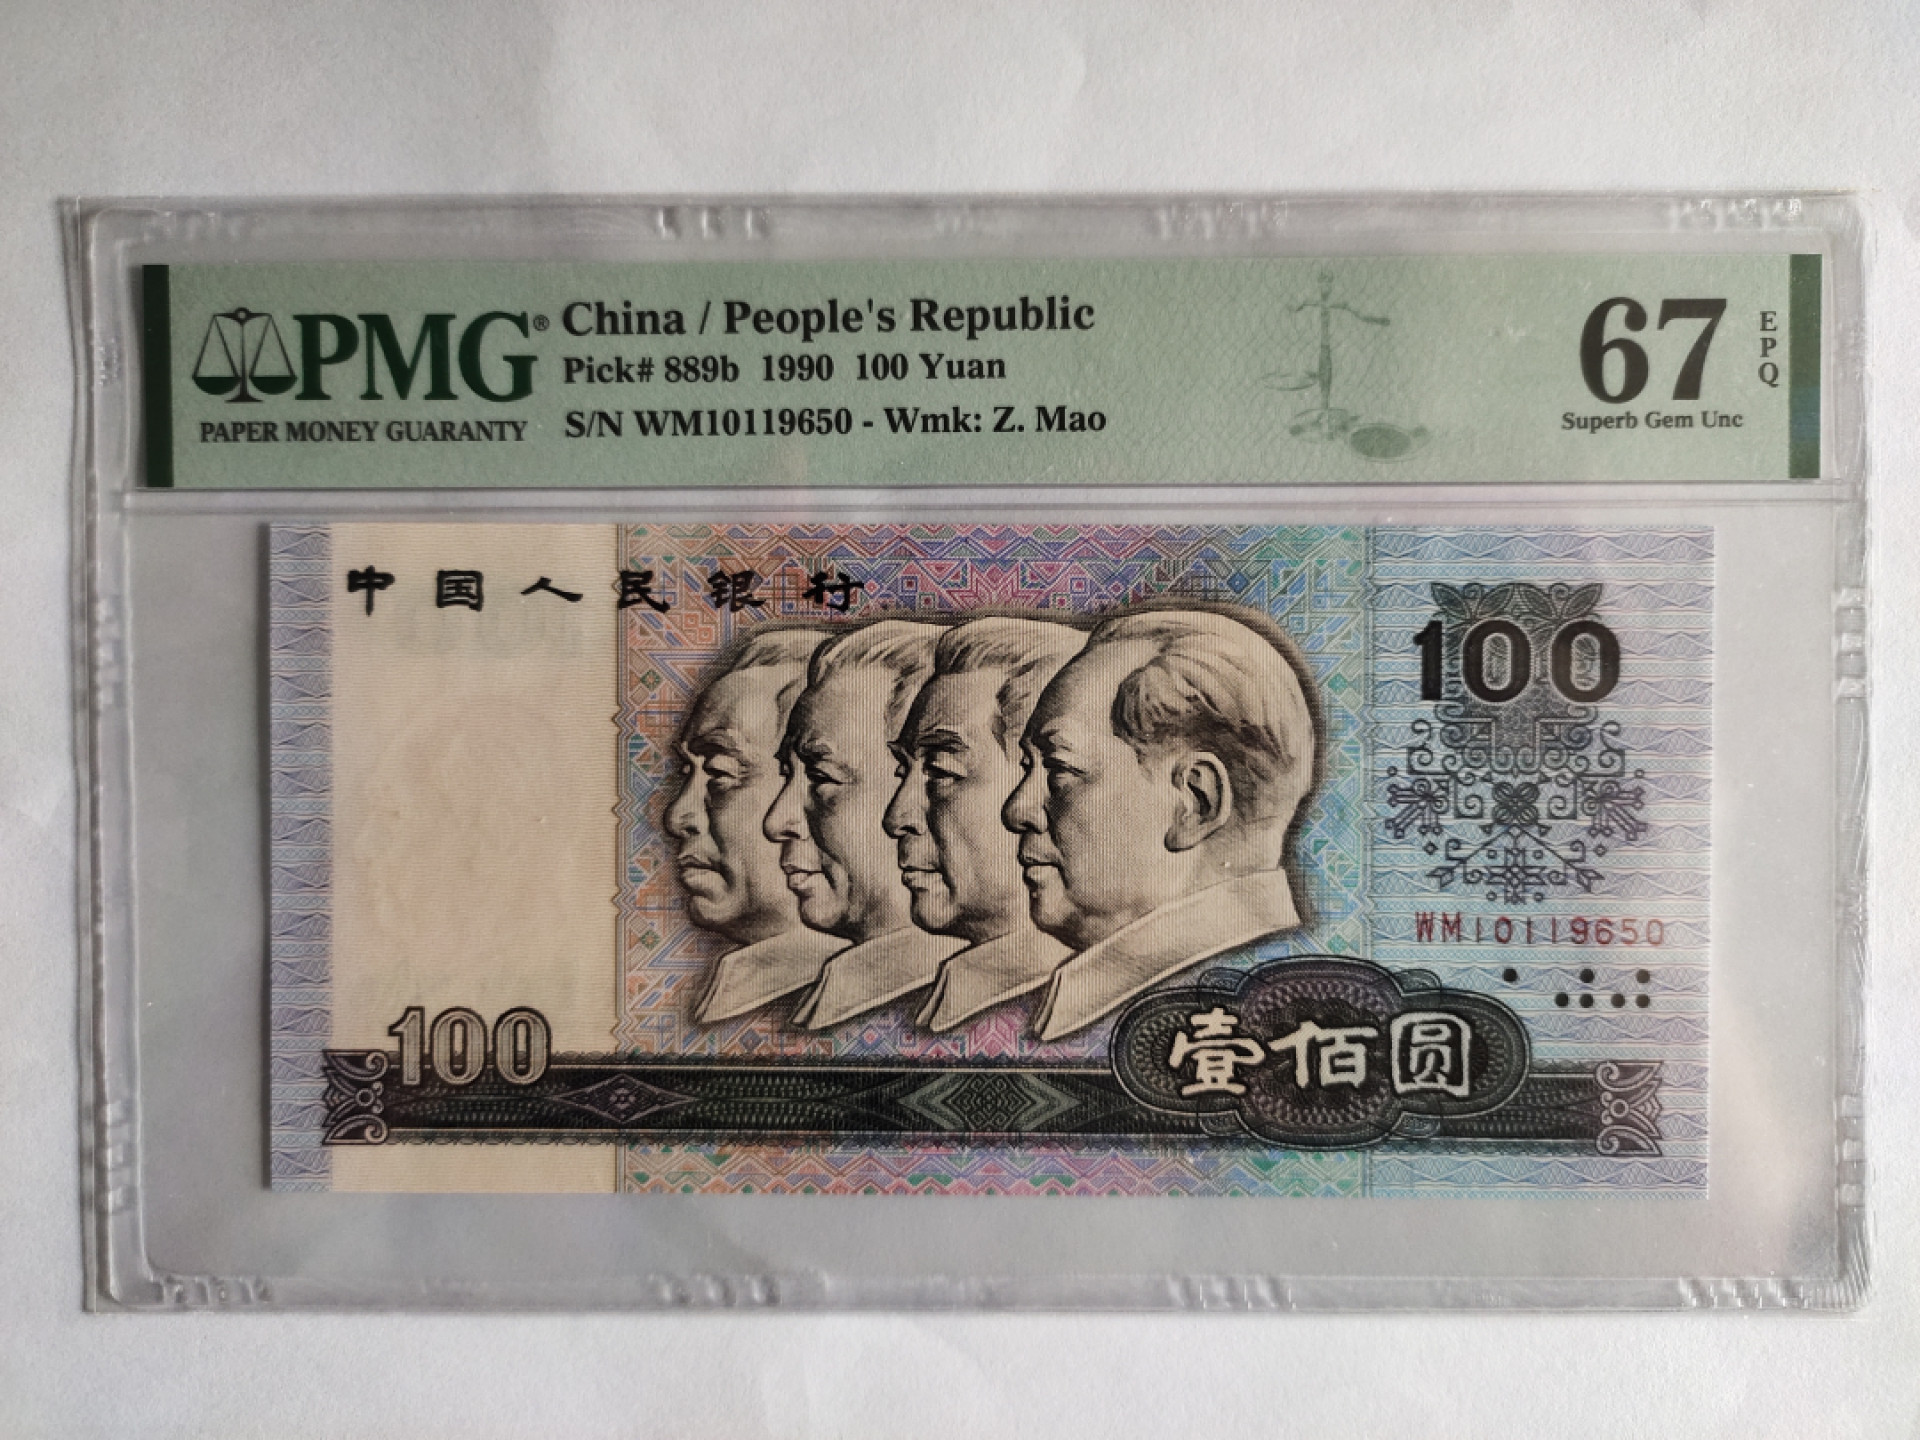 PMG®
PAPER MONEY GUARANTY
China / People's Republic
Pick# 889b 1990 100 Yuan
S/N WM10119650 - Wmk: Z. Mao
67
EPQ
Superb Gem Unc
中国人民银行
100
WM10119650
100
壹佰圆